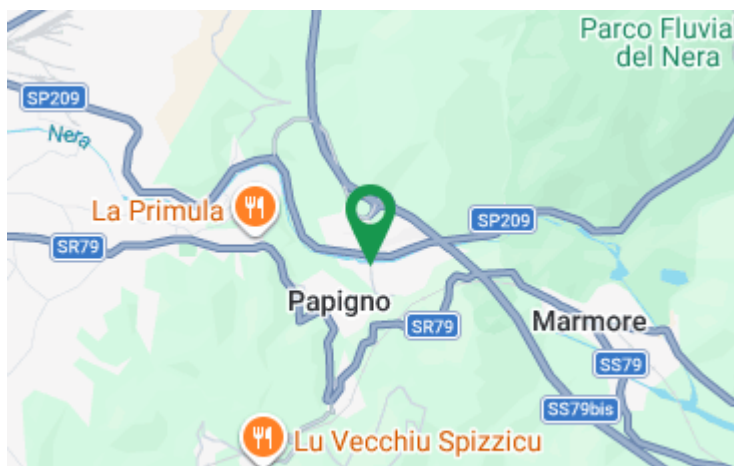 Parco Fluvia
del Nera
SP209
Nera
La Primula
SP209
SR79
Papigno
SR79
Marmore
SS79
SS79bis
Lu Vecchiu Spizzicu